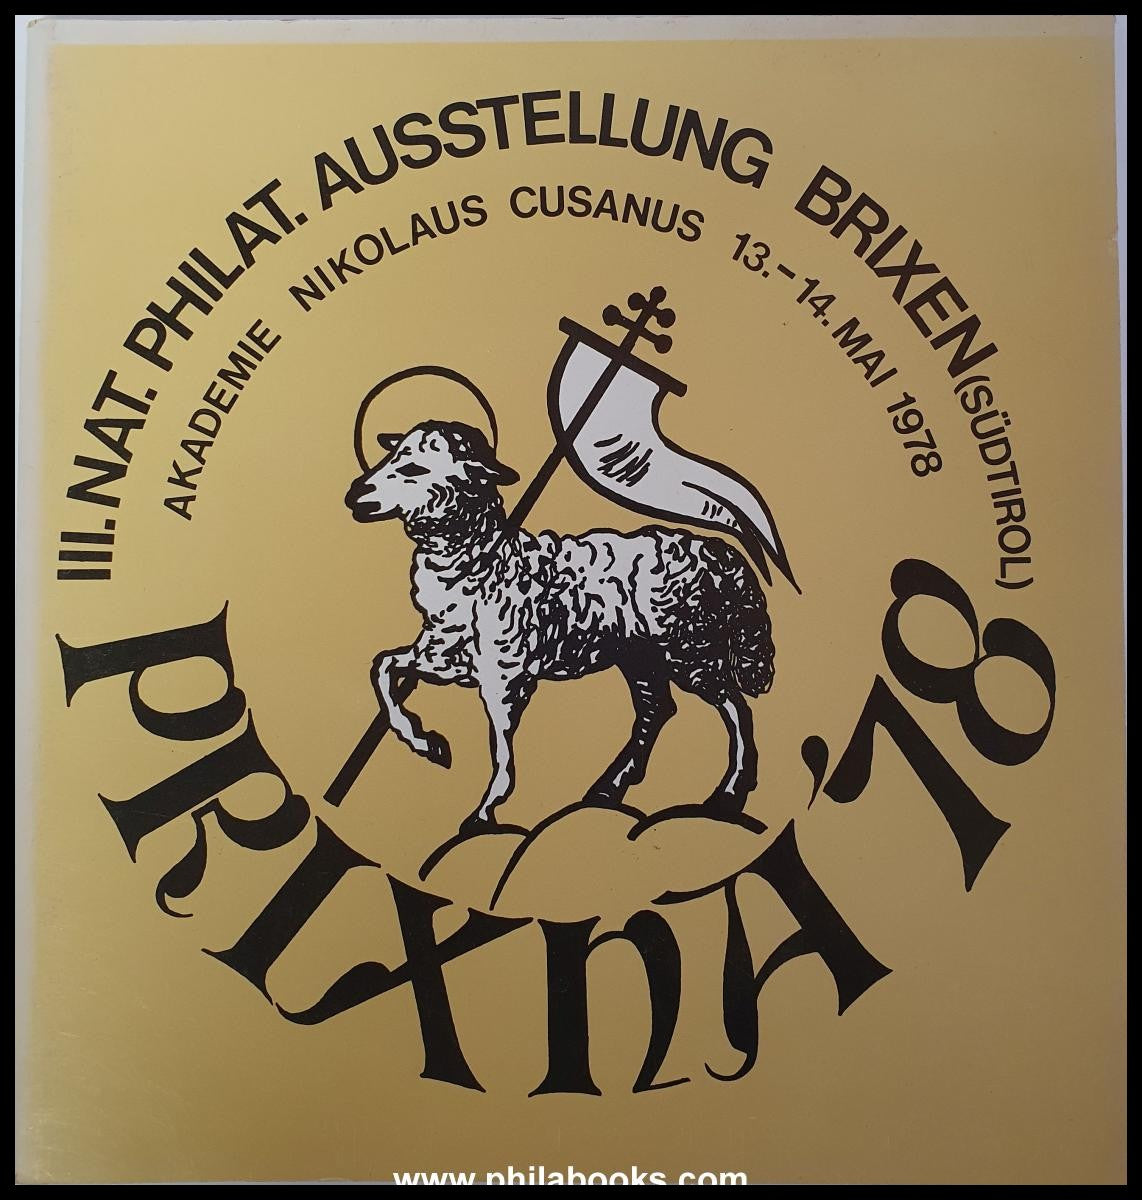 III. NAT. PHILAT. AUSSTELLUNG BRIXEN (SÜDTIROL)
AKADEMIE NIKOLAUS CUSANUS 13.-14. MAI 1978
PRIXNA '78
www.philabooks.com